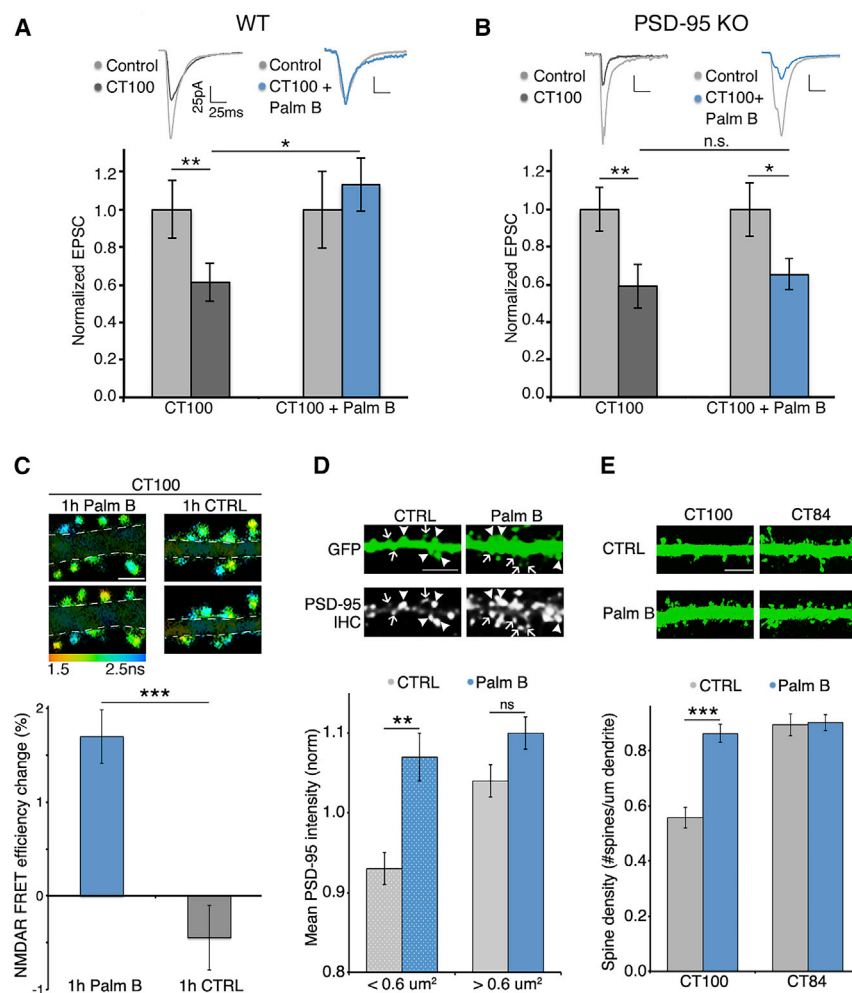 A
WT
Control
CT100
25pA
25ms
Control
CT100 +
Palm B
**
*
Normalized EPSC
1.2
1.0
0.8
0.6
0.4
0.2
0.0
CT100
CT100 + Palm B
B
PSD-95 KO
Control
CT100
Control
CT100+
Palm B
n.s.
**
*
Normalized EPSC
1.2
1.0
0.8
0.6
0.4
0.2
0.0
CT100
CT100 + Palm B
C
CT100
1h Palm B
1h CTRL
1.5
2.5ns
***
NMDAR FRET efficiency change (%)
2
1
0
-1
1h Palm B
1h CTRL
D
CTRL
Palm B
GFP
PSD-95
IHC
CTRL
Palm B
**
ns
Mean PSD-95 intensity (norm)
1.1
1.0
0.9
0.8
< 0.6 um²
> 0.6 um²
E
CT100
CT84
CTRL
Palm B
CTRL
Palm B
***
Spine density (#spines/um dendrite)
0.8
0.6
0.4
0.2
0.0
CT100
CT84